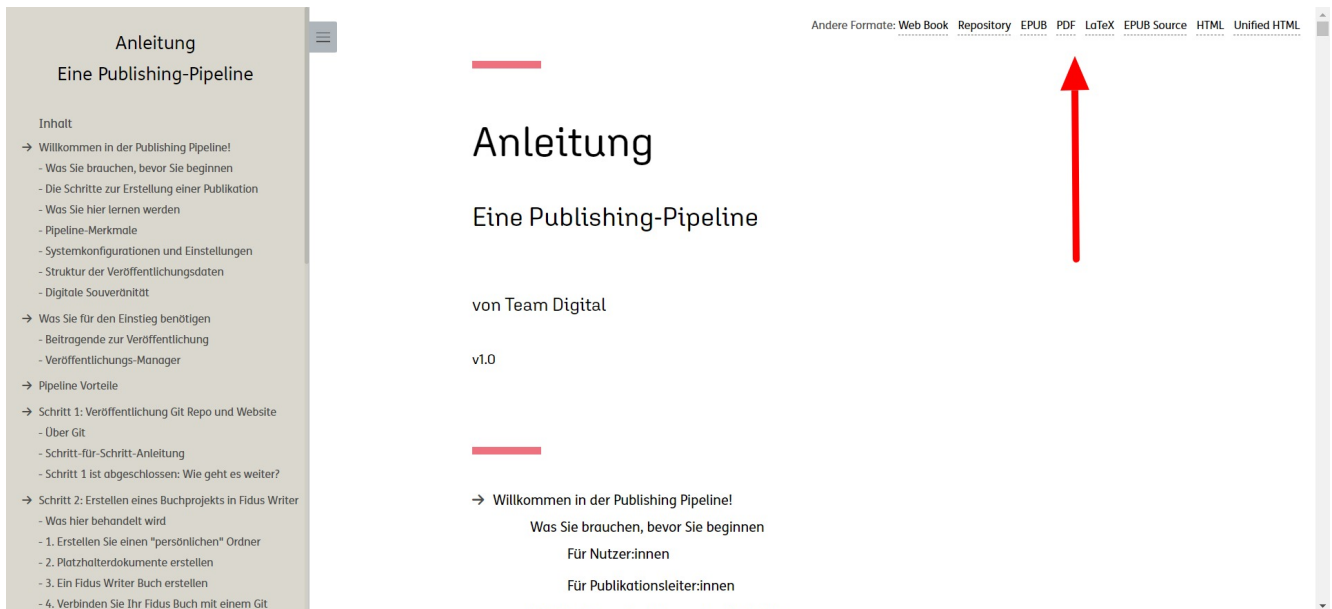 Anleitung
Eine Publishing-Pipeline
Inhalt
→ Willkommen in der Publishing Pipeline!
- Was Sie brauchen, bevor Sie beginnen
- Die Schritte zur Erstellung einer Publikation
- Was Sie hier lernen werden
- Pipeline-Merkmale
- Systemkonfigurationen und Einstellungen
- Struktur der Veröffentlichungsdaten
- Digitale Souveränität
→ Was Sie für den Einstieg benötigen
- Beitragende zur Veröffentlichung
- Veröffentlichungs-Manager
→ Pipeline Vorteile
→ Schritt 1: Veröffentlichung Git Repo und Website
- Über Git
- Schritt-für-Schritt-Anleitung
- Schritt 1 ist abgeschlossen: Wie geht es weiter?
→ Schritt 2: Erstellen eines Buchprojekts in Fidus Writer
- Was hier behandelt wird
- 1. Erstellen Sie einen "persönlichen" Ordner
- 2. Platzhalterdokumente erstellen
- 3. Ein Fidus Writer Buch erstellen
- 4. Verbinden Sie Ihr Fidus Buch mit einem Git
Andere Formate: Web Book Repository EPUB PDF LaTeX EPUB Source HTML Unified HTML
Anleitung
Eine Publishing-Pipeline
von Team Digital
v1.0
→ Willkommen in der Publishing Pipeline!
Was Sie brauchen, bevor Sie beginnen
Für Nutzer:innen
Für Publikationsleiter:innen